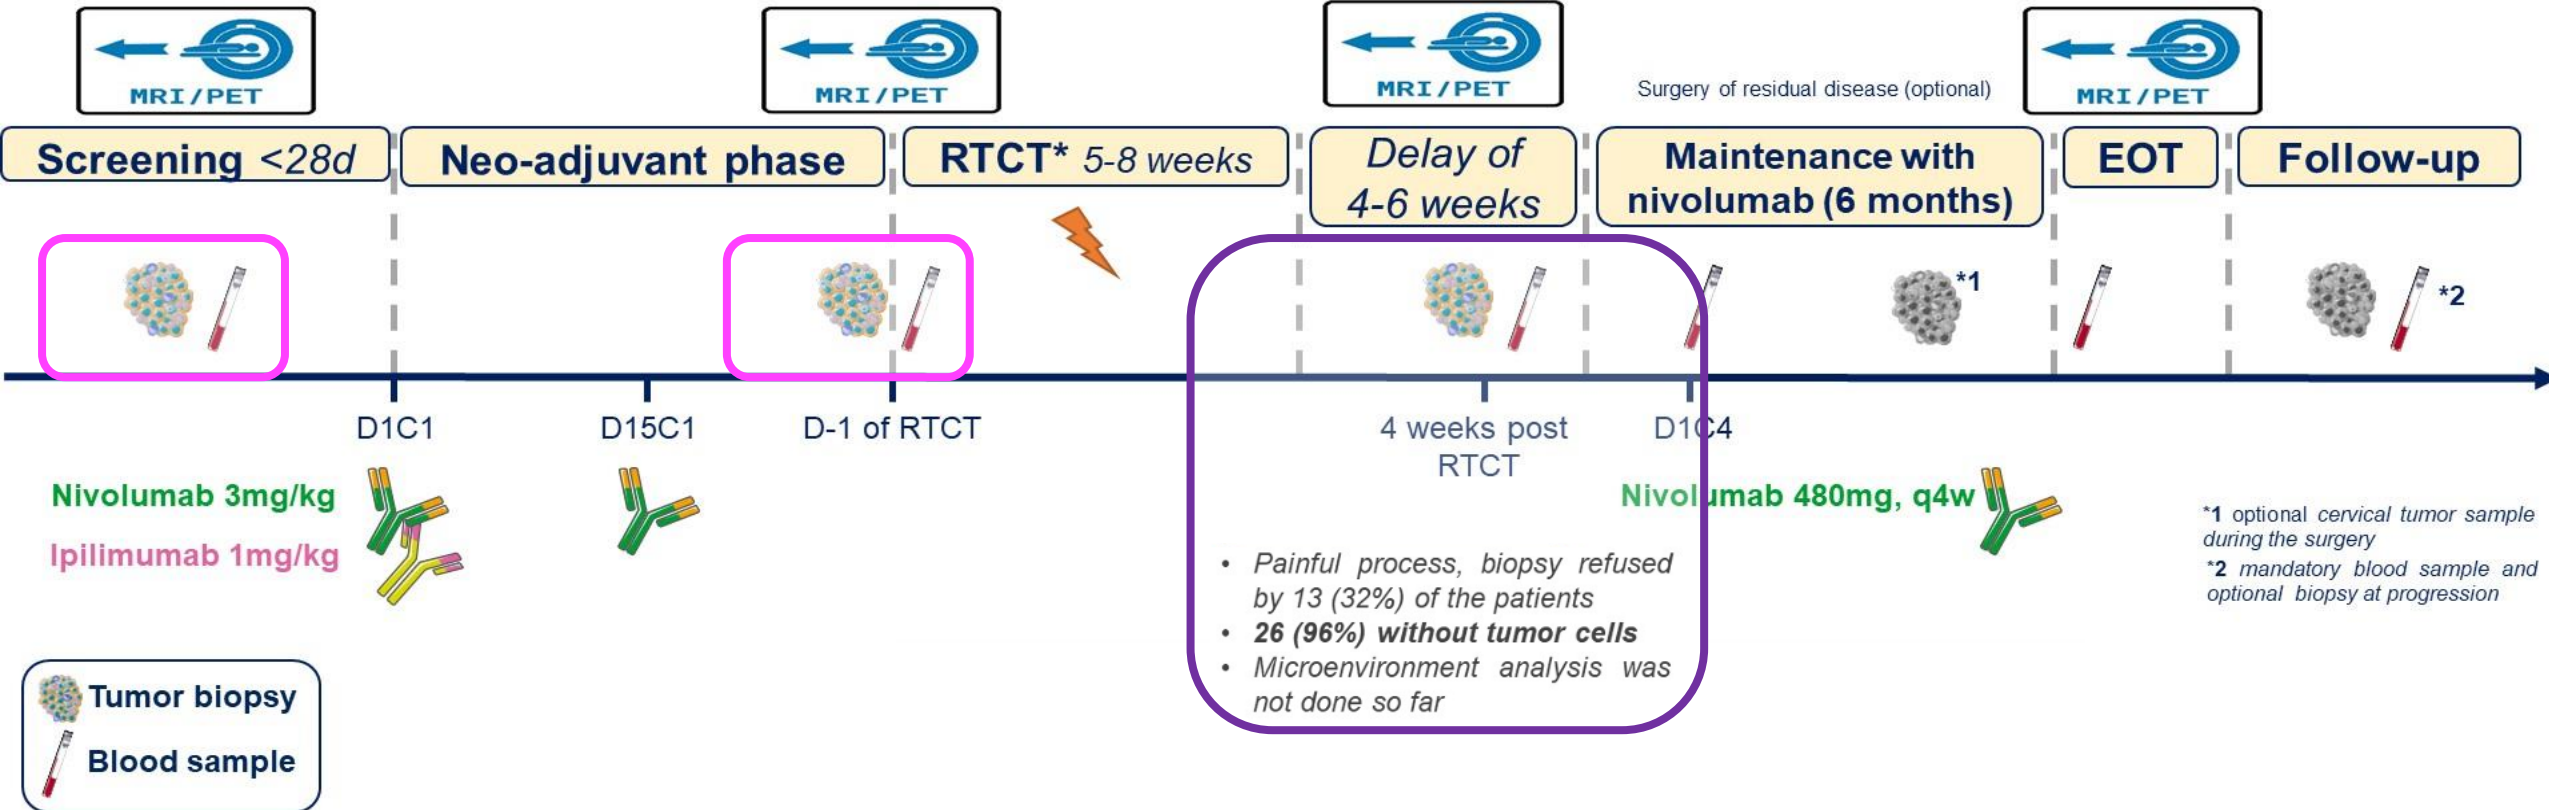 MRI/PET
MRI/PET
MRI/PET
Surgery of residual disease (optional)
MRI/PET
Screening <28d
Neo-adjuvant phase
RTCT* 5-8 weeks
Delay of
4-6 weeks
Maintenance with
nivolumab (6 months)
EOT
Follow-up
*1
*2
D1C1
D15C1
D-1 of RTCT
4 weeks post
RTCT
D1C4
Nivolumab 3mg/kg
Ipilimumab 1mg/kg
Nivolumab 480mg, q4w
*1 optional cervical tumor sample
during the surgery
*2 mandatory blood sample and
optional biopsy at progression
• Painful process, biopsy refused
by 13 (32%) of the patients
• 26 (96%) without tumor cells
• Microenvironment analysis was
not done so far
Tumor biopsy
Blood sample